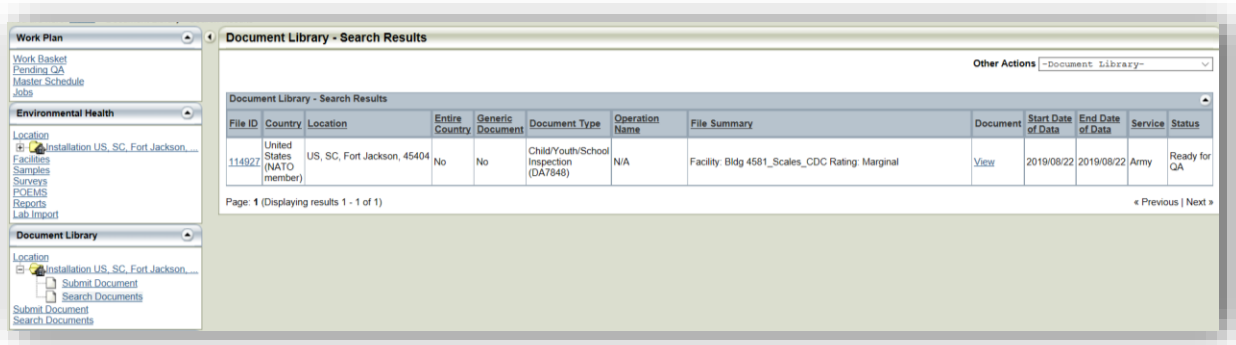 Work Plan
Work Basket
Pending QA
Master Schedule
Jobs
Environmental Health
Location
Installation US, SC, Fort Jackson, ...
Facilities
Samples
Surveys
POEMS
Reports
Lab Import
Document Library
Location
Installation US, SC, Fort Jackson, ...
Submit Document
Search Documents
Submit Document
Search Documents
Document Library - Search Results
Other Actions -Document Library-
Document Library - Search Results
File ID Country Location Entire Country Generic Document Document Type Operation Name File Summary Document Start Date of Data End Date of Data Service Status
114927 United States (NATO member) US, SC, Fort Jackson, 45404 No No Child/Youth/School Inspection (DA7848) N/A Facility: Bldg 4581_Scales_CDC Rating: Marginal View 2019/08/22 2019/08/22 Army Ready for QA
Page: 1 (Displaying results 1 - 1 of 1) « Previous | Next »